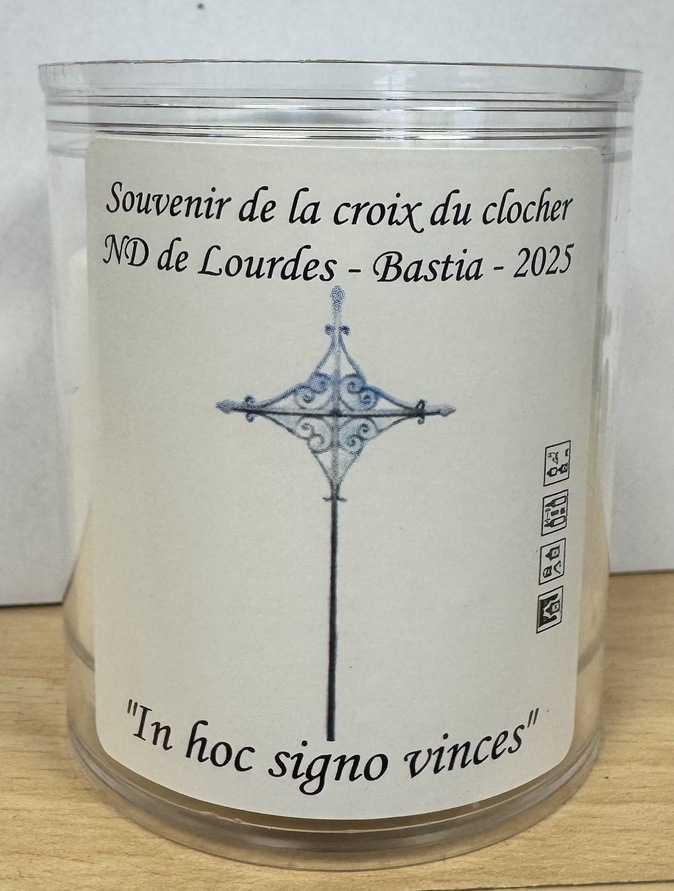 Souvenir de la croix du clocher
ND de Lourdes - Bastia - 2025
"In hoc signo vinces"